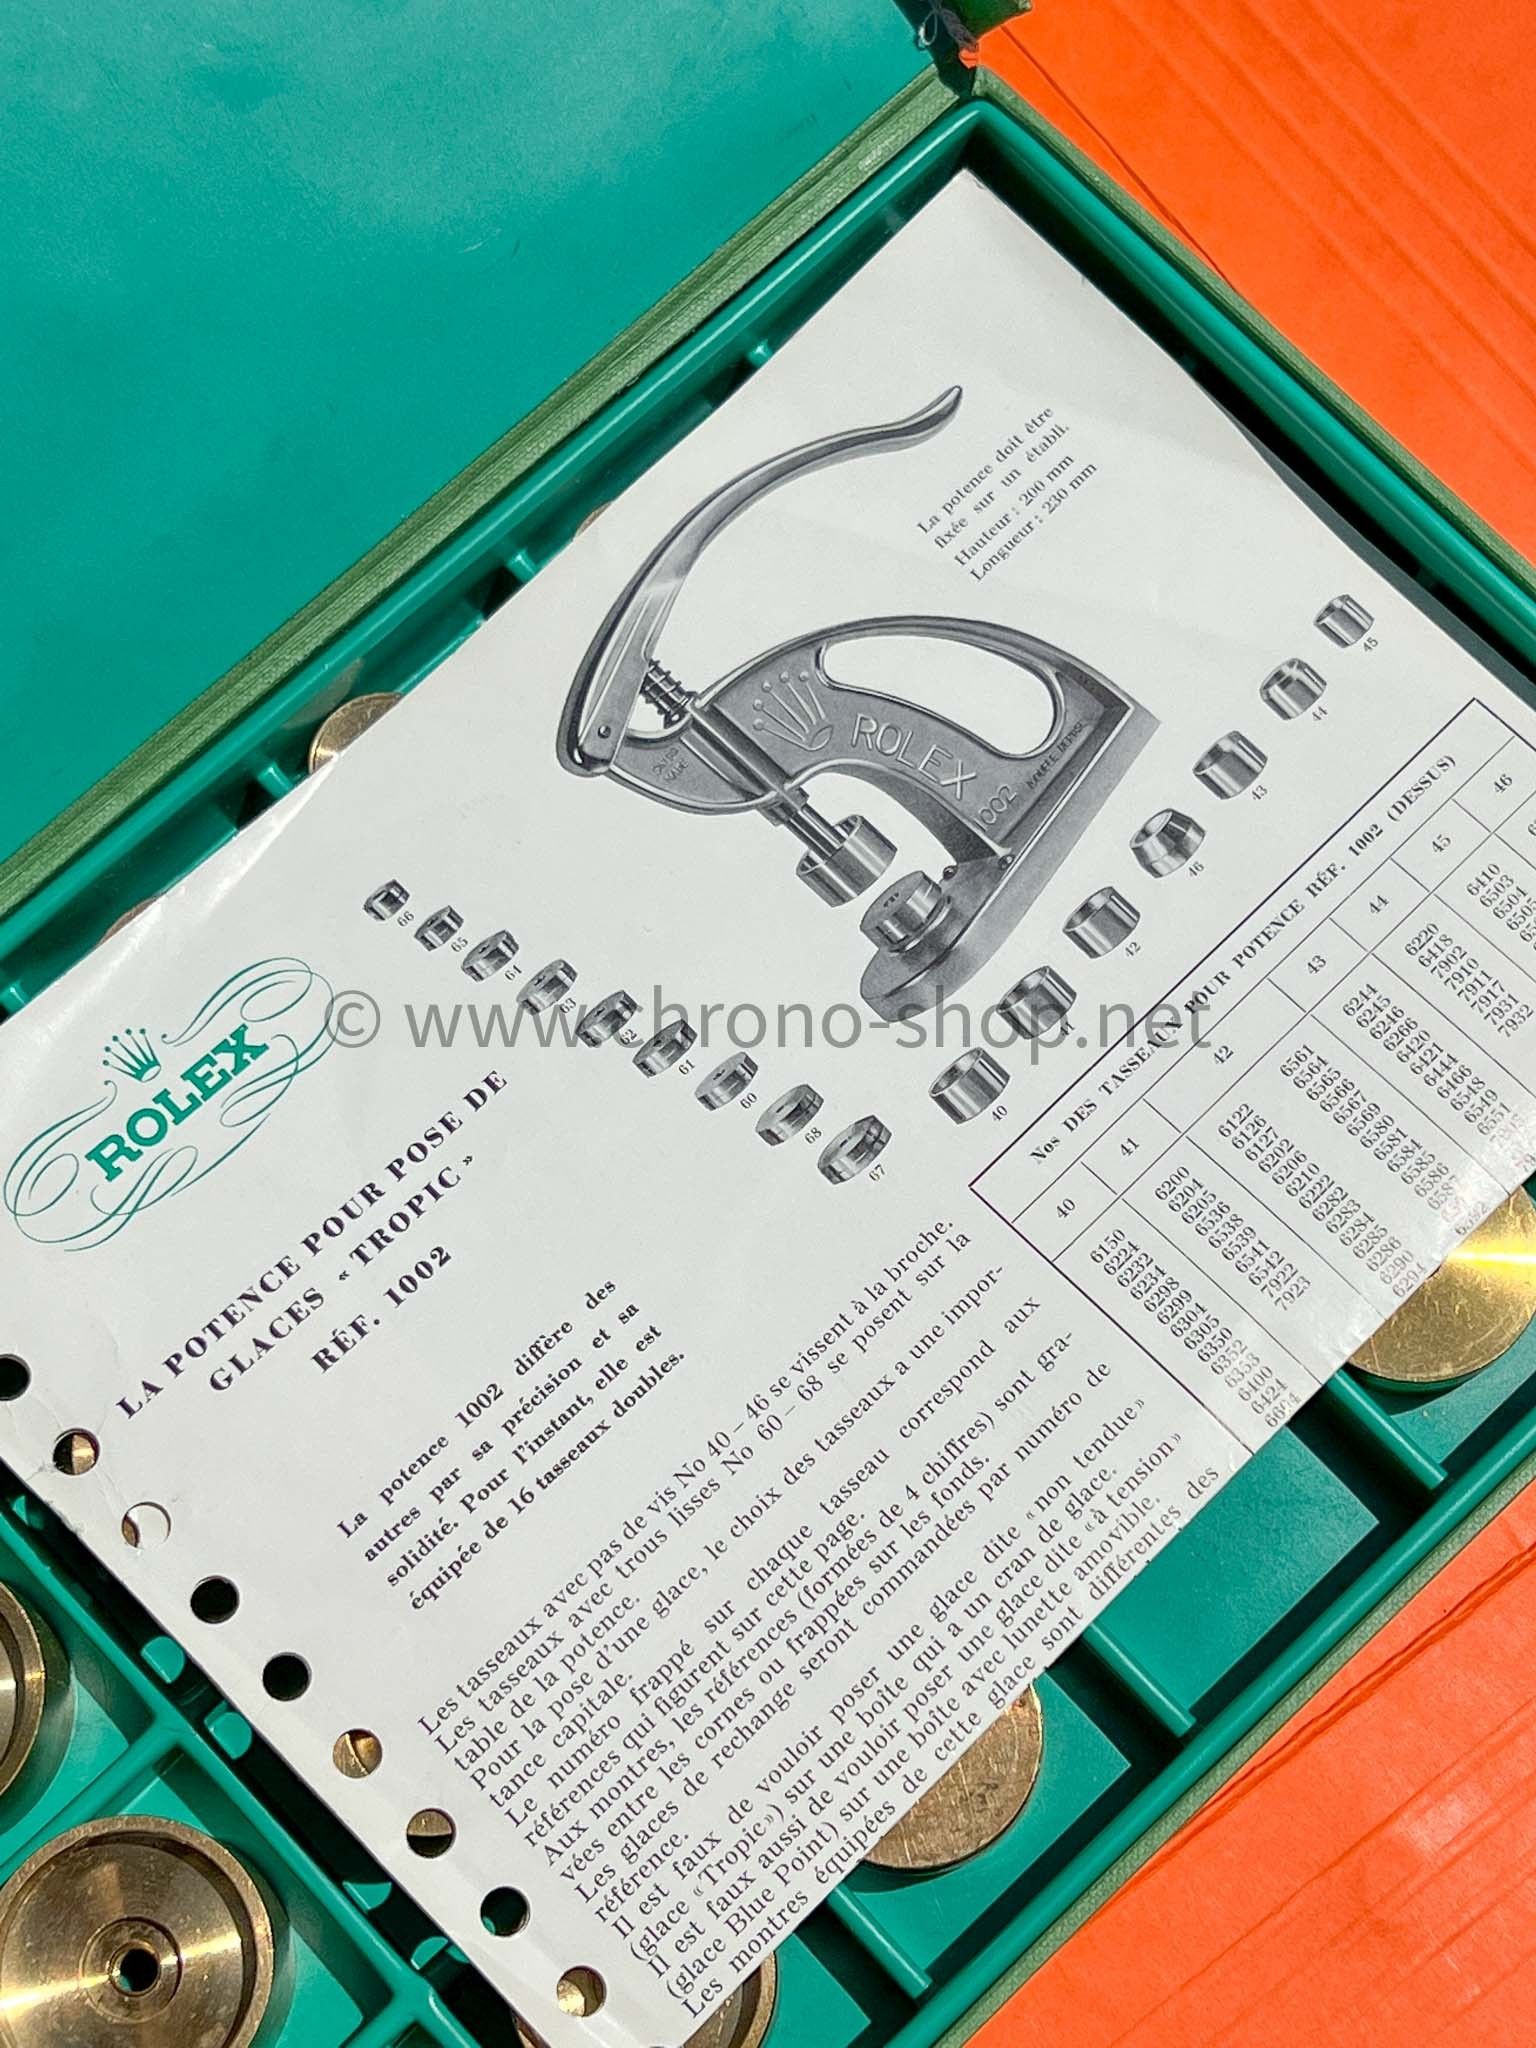 La potence doit être
fixée sur un établi.
Hauteur : 200 mm
Longueur : 230 mm
SWISS
MADE
ROLEX
1002
45
44
43
46
42
41
40
66
65
64
63
62
61
60
68
67
© www.chrono-shop.net
ROLEX
LA POTENCE POUR POSE DE
GLACES « TROPIC »
RÉF. 1002
La potence 1002 diffère des
autres par sa précision et sa
solidité. Pour l'instant, elle est
équipée de 16 tasseaux doubles.
Les tasseaux avec pas de vis No 40 – 46 se vissent à la broche.
Les tasseaux avec trous lisses No 60 – 68 se posent sur la
table de la potence.
Pour la pose d'une glace, le choix des tasseaux a une impor-
tance capitale.
Le numéro frappé sur chaque tasseau correspond aux
références qui figurent sur cette page.
Aux montres, les références (formées de 4 chiffres) sont gra-
vées entre les cornes ou frappées sur les fonds.
Les glaces de rechange seront commandées par numéro de
référence.
Il est faux de vouloir poser une glace dite « non tendue »
(glace « Tropic ») sur une boîte qui a un cran de glace.
Il est faux aussi de vouloir poser une glace dite « à tension »
(glace Blue Point) sur une boîte avec lunette amovible.
Les montres équipées de cette glace sont différentes des
Nos DES TASSEAUX POUR POTENCE RÉF. 1002 (DESSUS)
40 41 42 43 44 45 46
6150
6224
6232
6234
6298
6299
6304
6305
6350
6352
6353
6400
6424
6200
6204
6205
6536
6538
6539
6541
6542
7922
7923
6122
6126
6127
6202
6206
6210
6222
6282
6283
6284
6285
6286
6290
6294
6561
6564
6565
6566
6567
6569
6580
6581
6584
6585
6586
6587
6244
6245
6246
6266
6420
6421
6444
6466
6548
6549
6551
6220
6418
7902
7910
7911
7917
7931
7932
6410
6503
6504
6505